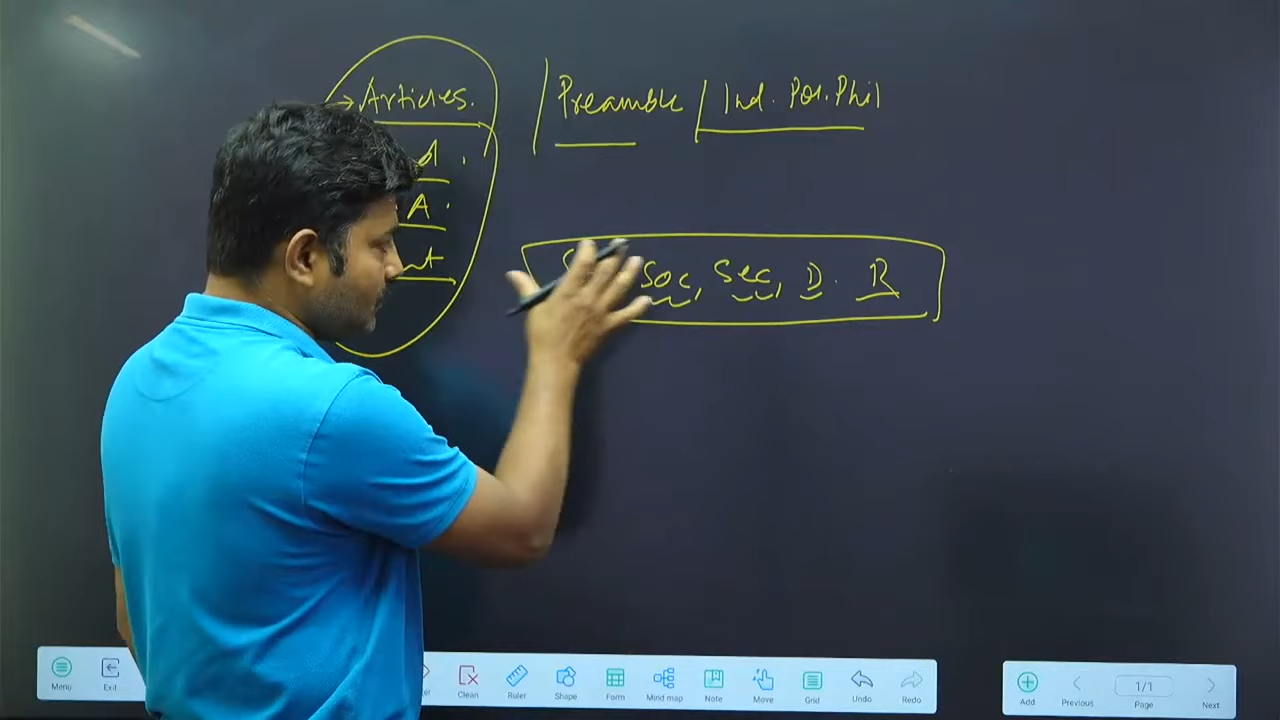 → Articles. | Preamble | Ind. Pol. Phil
A.
Soc, Sec, D. R
Menu Exit Clean Ruler Shape Form Mind map Note Move Grid Undo Redo Add Previous 1/1 Page Next